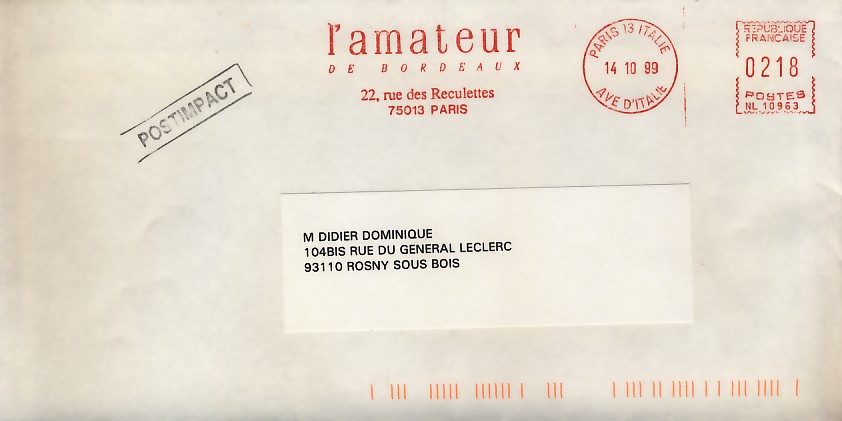 l'amateur
DE BORDEAUX
22, rue des Reculettes
75013 PARIS
PARIS 13 ITALIE
14 10 99
AVE D'ITALIE
REPUBLIQUE
FRANCAISE
0218
POSTES
NL 10963
POSTIMPACT
M DIDIER DOMINIQUE
104BIS RUE DU GENERAL LECLERC
93110 ROSNY SOUS BOIS